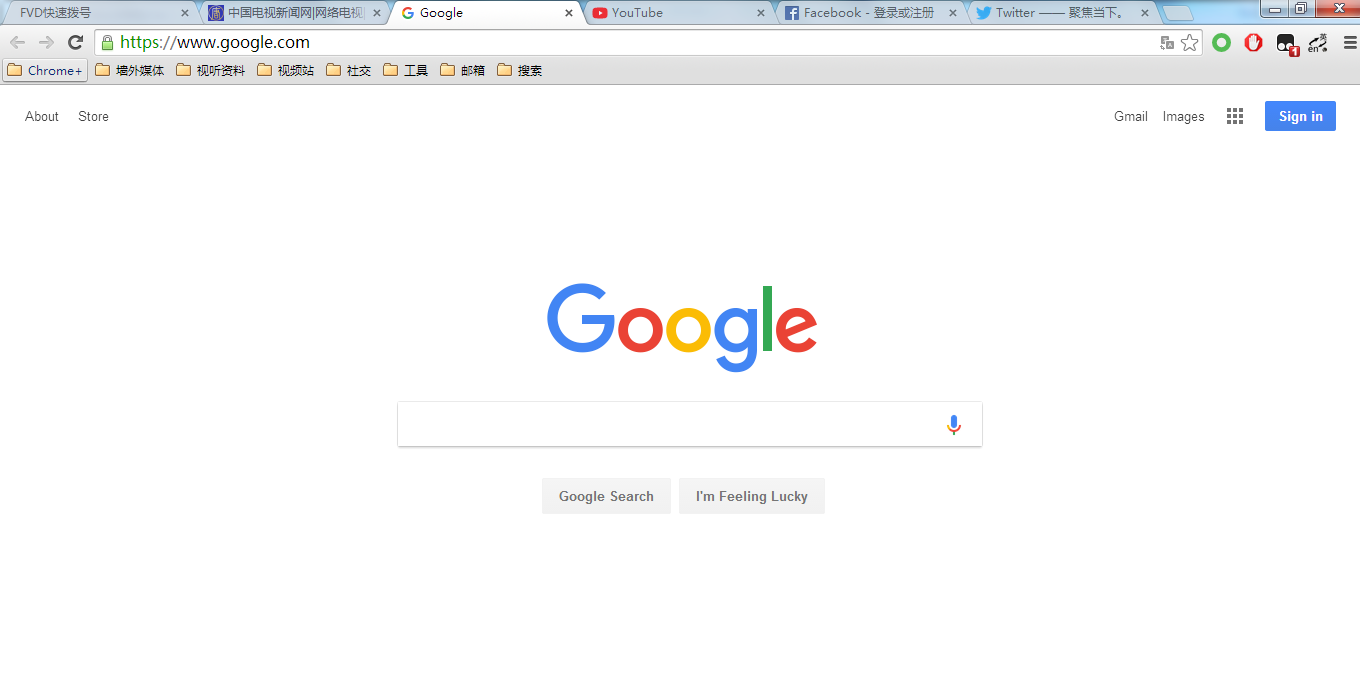 FVD快速拨号 中国电视新闻网|网络电视 Google YouTube Facebook - 登录或注册 Twitter —— 聚焦当下。
https://www.google.com
Chrome+ 墙外媒体 视听资料 视频站 社交 工具 邮箱 搜索
About Store Gmail Images Sign in
Google
Google Search I'm Feeling Lucky